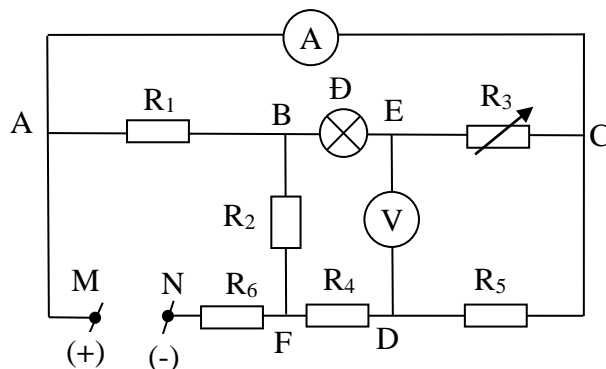 A
Đ
R₁
B
E
R₃
A
C
R₂
V
M
N
R₆
R₄
R₅
F
D
(+)
(-)